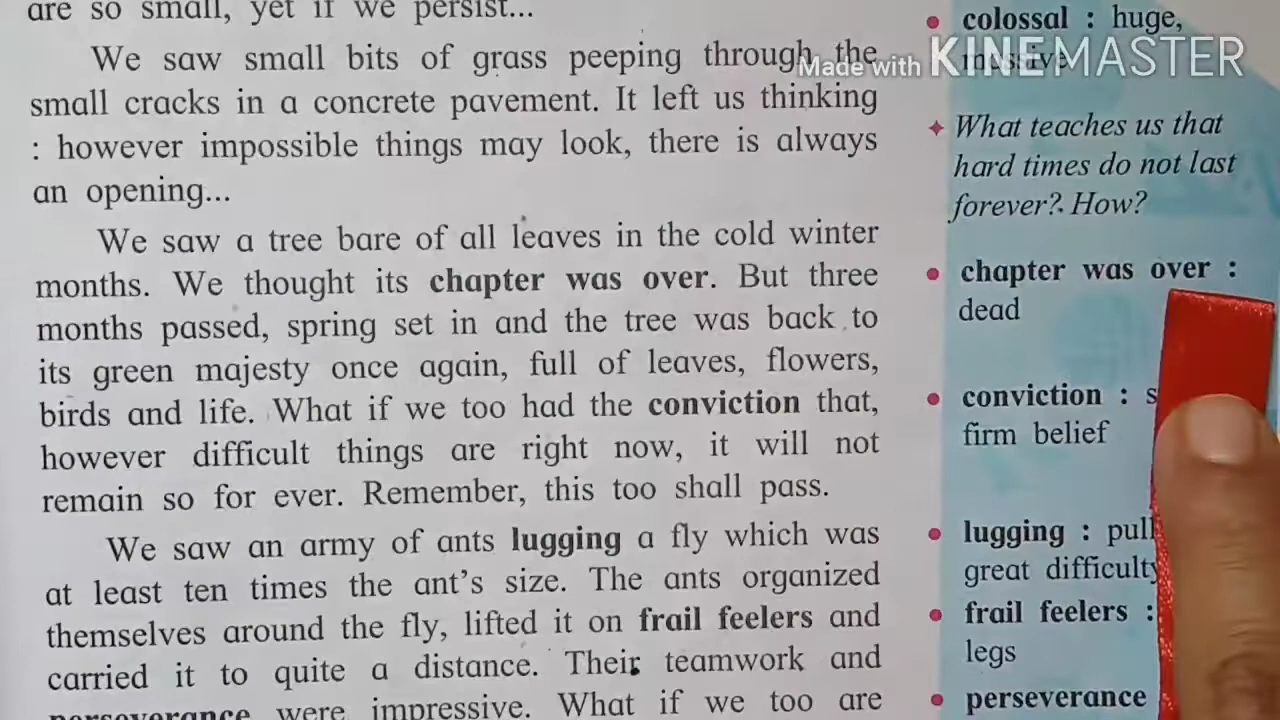 are so small, yet if we persist...
We saw small bits of grass peeping through the
small cracks in a concrete pavement. It left us thinking
: however impossible things may look, there is always
an opening...
We saw a tree bare of all leaves in the cold winter
months. We thought its chapter was over. But three
months passed, spring set in and the tree was back to
its green majesty once again, full of leaves, flowers,
birds and life. What if we too had the conviction that,
however difficult things are right now, it will not
remain so for ever. Remember, this too shall pass.
We saw an army of ants lugging a fly which was
at least ten times the ant's size. The ants organized
themselves around the fly, lifted it on frail feelers and
carried it to quite a distance. Their teamwork and
perseverance were impressive. What if we too are
Made with KINEMASTER
• colossal : huge,
massive
What teaches us that
hard times do not last
forever? How?
• chapter was over :
dead
• conviction :
firm belief
• lugging :
great difficulty
• frail feelers :
legs
• perseverance